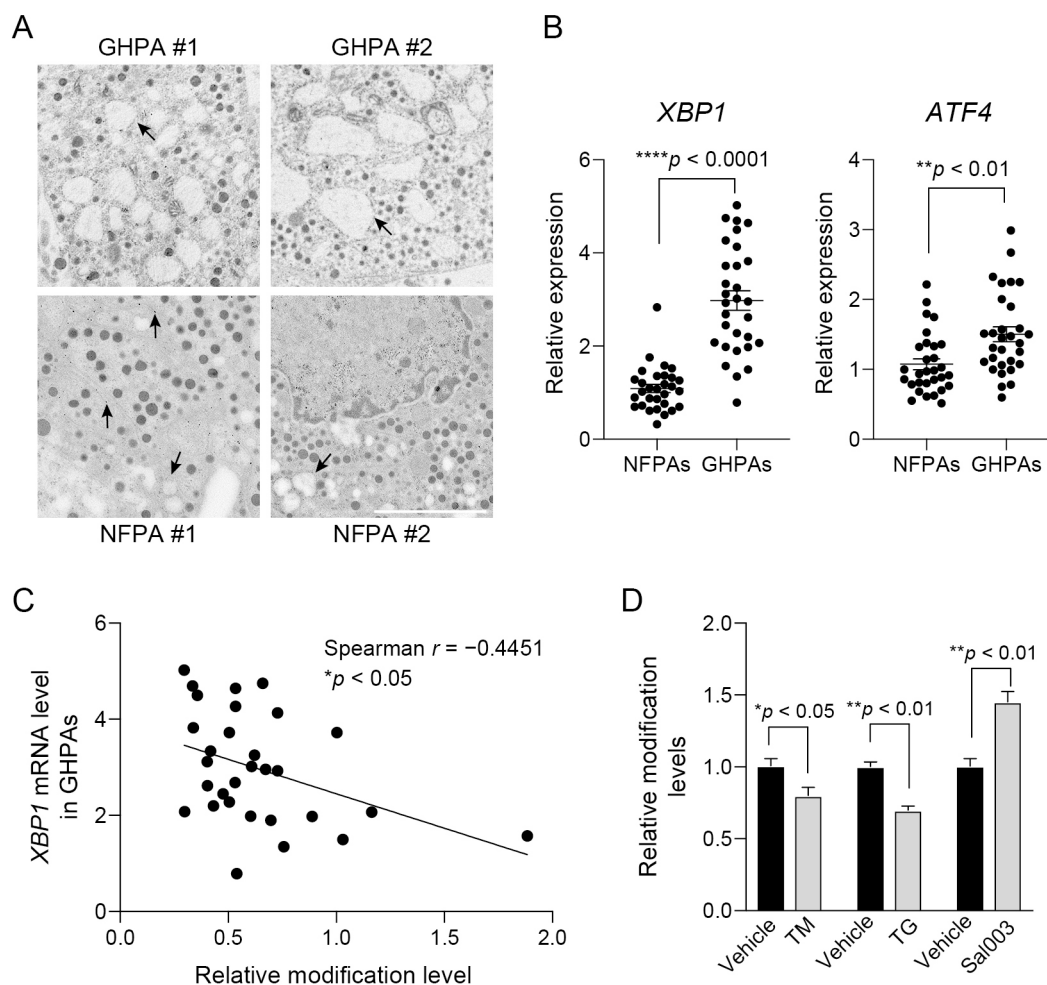 A
GHPA #1
GHPA #2
NFPA #1
NFPA #2
B
XBP1
****p < 0.0001
Relative expression
6
4
2
0
NFPAs
GHPAs
ATF4
**p < 0.01
Relative expression
4
3
2
1
0
NFPAs
GHPAs
C
XBP1 mRNA level
in GHPAs
6
4
2
0
Spearman r = −0.4451
*p < 0.05
0.0
0.5
1.0
1.5
2.0
Relative modification level
D
Relative modification
levels
2.0
1.5
1.0
0.5
0.0
*p < 0.05
**p < 0.01
**p < 0.01
Vehicle
TM
Vehicle
TG
Vehicle
Sal003